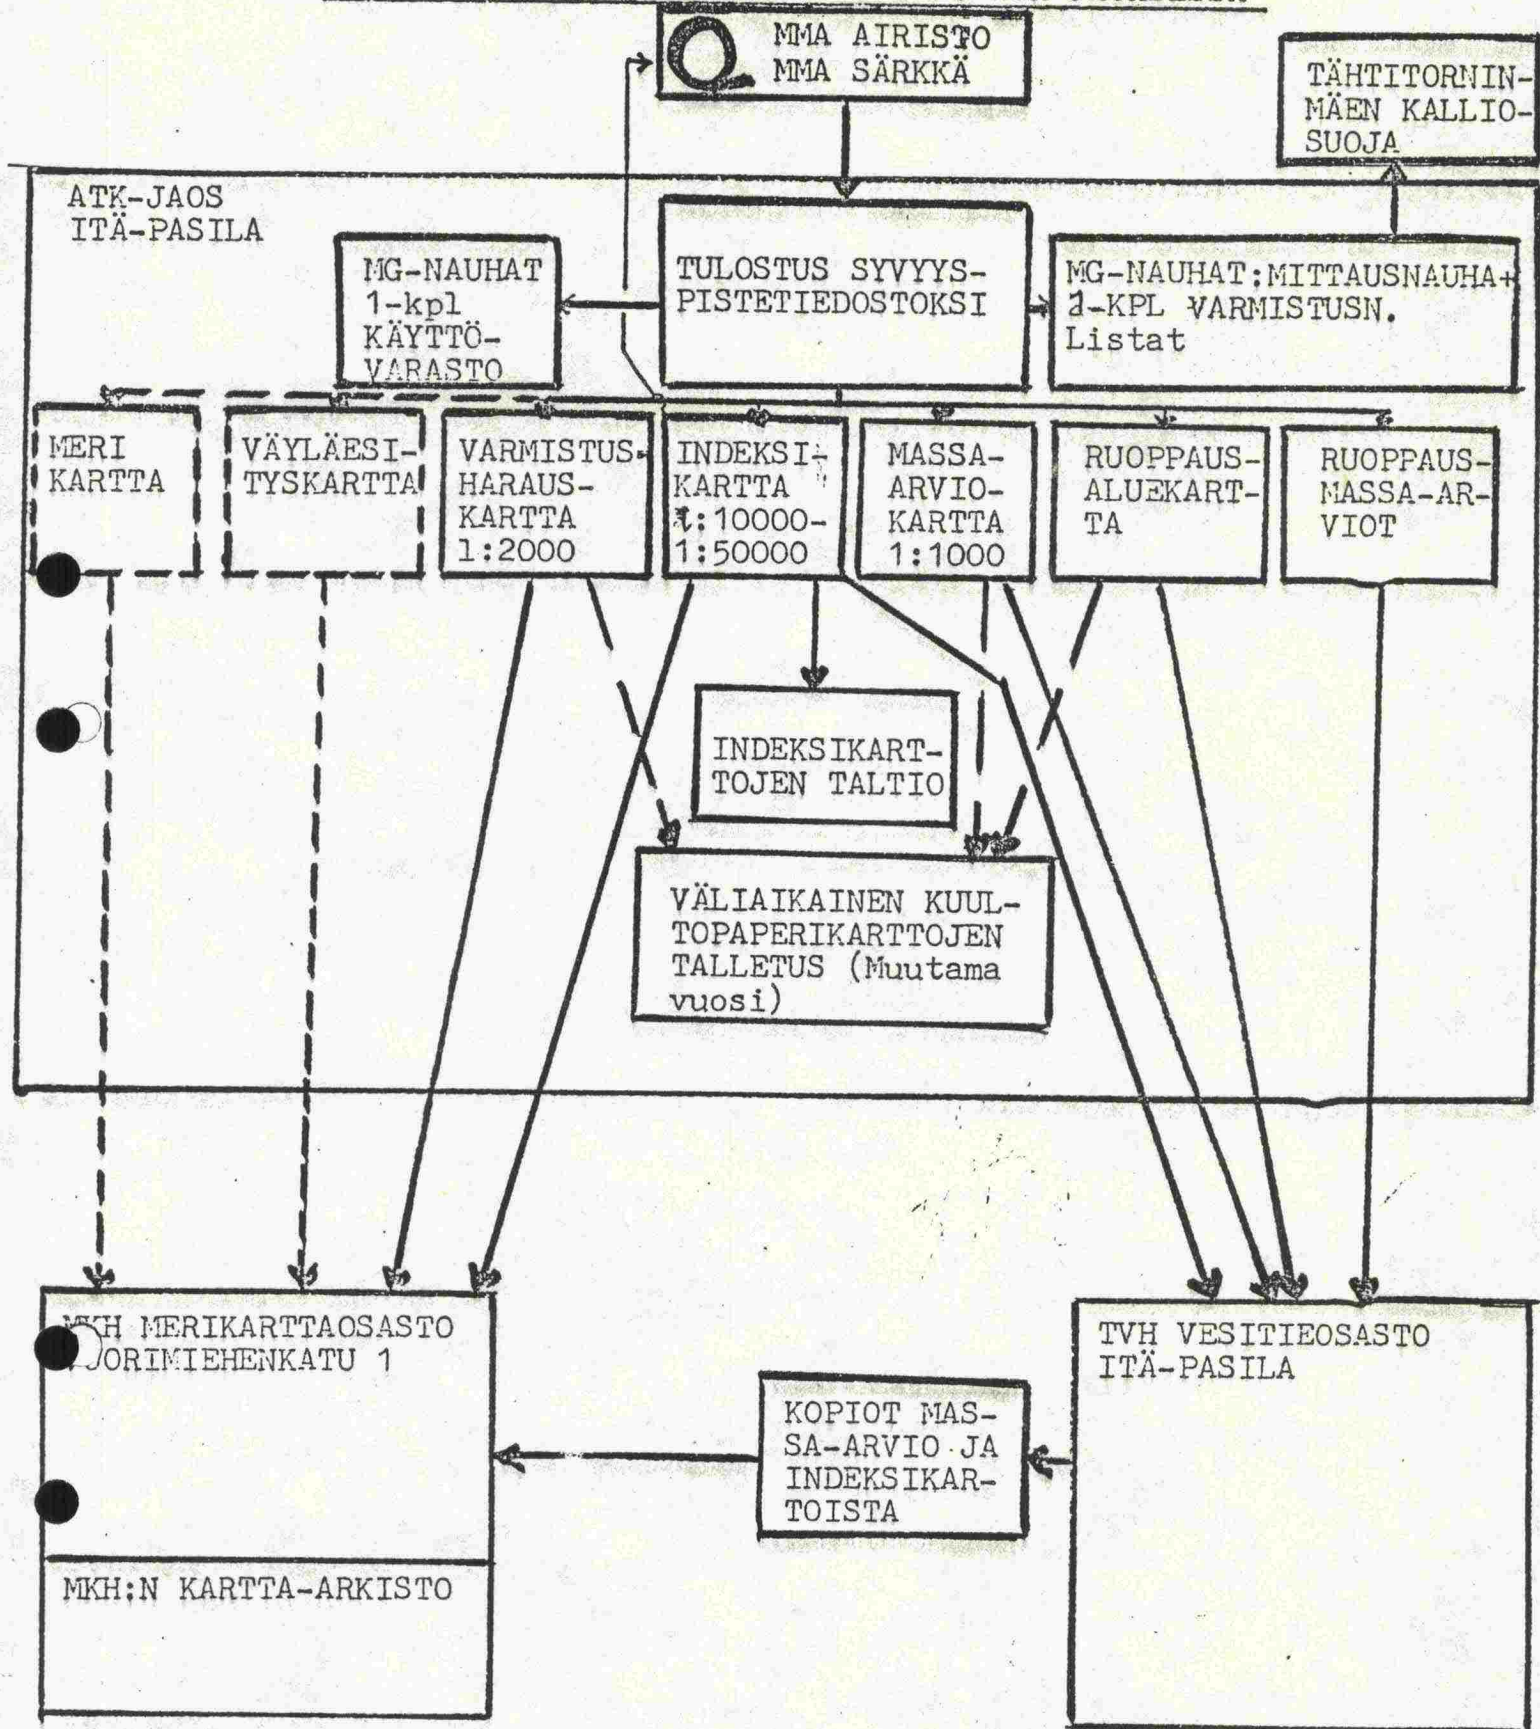 MMA AIRISTO
MMA SÄRKKÄ
TÄHTITORNIN-
MÄEN KALLIO-
SUOJA
ATK-JAOS
ITÄ-PASILA
MG-NAUHAT
1-kpl
KÄYTTÖ-
VARASTO
TULOSTUS SYVYYS-
PISTETIEDOSTOKSI
MG-NAUHAT:MITTAUSNAUHA+
1-KPL VARMISTUSN.
Listat
MERI
KARTTA
VÄYLÄESI-
TYSKARTTA
VARMISTUS-
HARAUS-
KARTTA
1:2000
INDEKSI-
KARTTA
1:10000-
1:50000
MASSA-
ARVIO-
KARTTA
1:1000
RUOPPAUS-
ALUEKART-
TA
RUOPPAUS-
MASSA-AR-
VIOT
INDEKSIKART-
TOJEN TALTIO
VÄLIAIKAINEN KUUL-
TOPAPERIKARTTOJEN
TALLETUS (Muutama
vuosi)
MKH MERIKARTTAOSASTO
VUORIMIEHENKATU 1
TVH VESITIEOSASTO
ITÄ-PASILA
KOPIOT MAS-
SA-ARVIO JA
INDEKSIKAR-
TOISTA
MKH:N KARTTA-ARKISTO